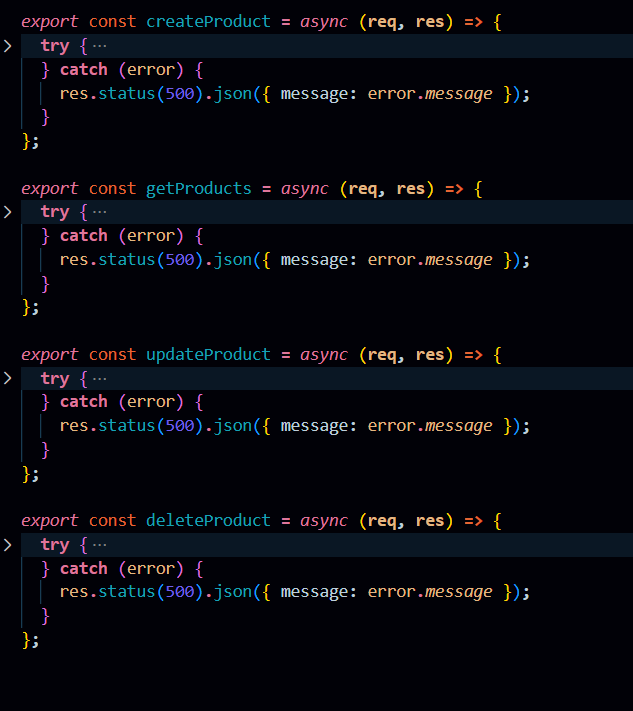 export const createProduct = async (req, res) => {
  try {···
  } catch (error) {
    res.status(500).json({ message: error.message });
  }
};

export const getProducts = async (req, res) => {
  try {···
  } catch (error) {
    res.status(500).json({ message: error.message });
  }
};

export const updateProduct = async (req, res) => {
  try {···
  } catch (error) {
    res.status(500).json({ message: error.message });
  }
};

export const deleteProduct = async (req, res) => {
  try {···
  } catch (error) {
    res.status(500).json({ message: error.message });
  }
};